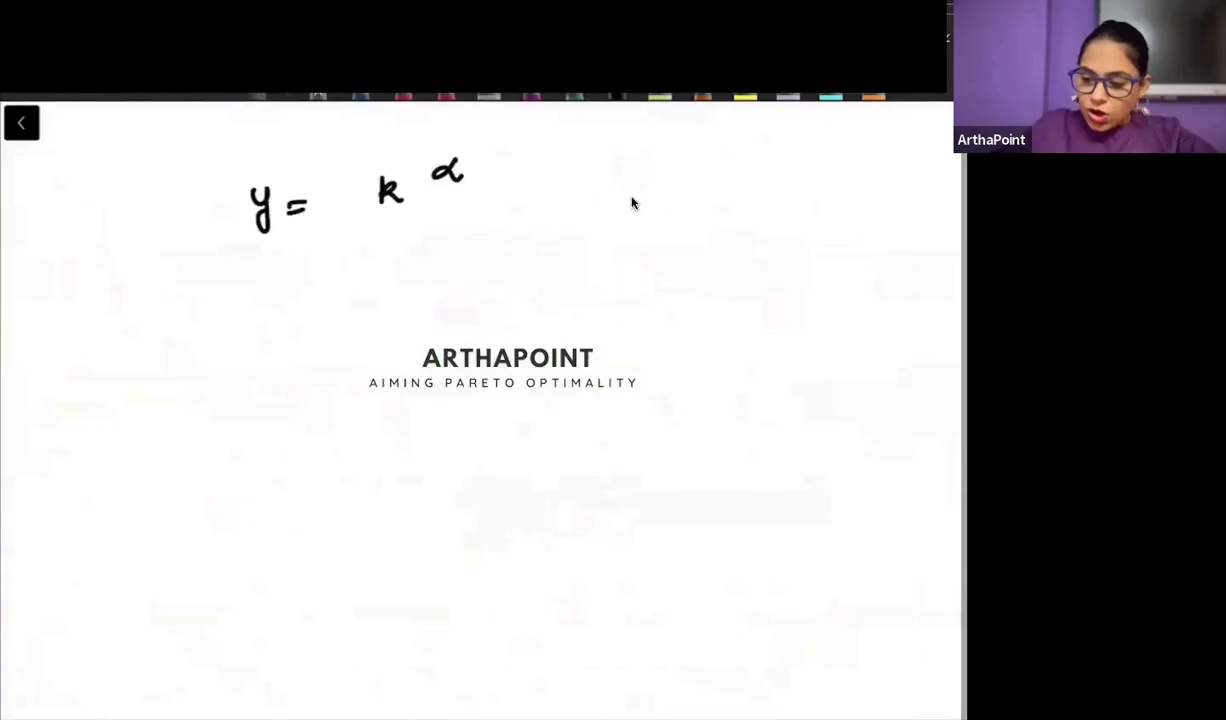 ArthaPoint
y = k^α
ARTHAPOINT
AIMING PARETO OPTIMALITY